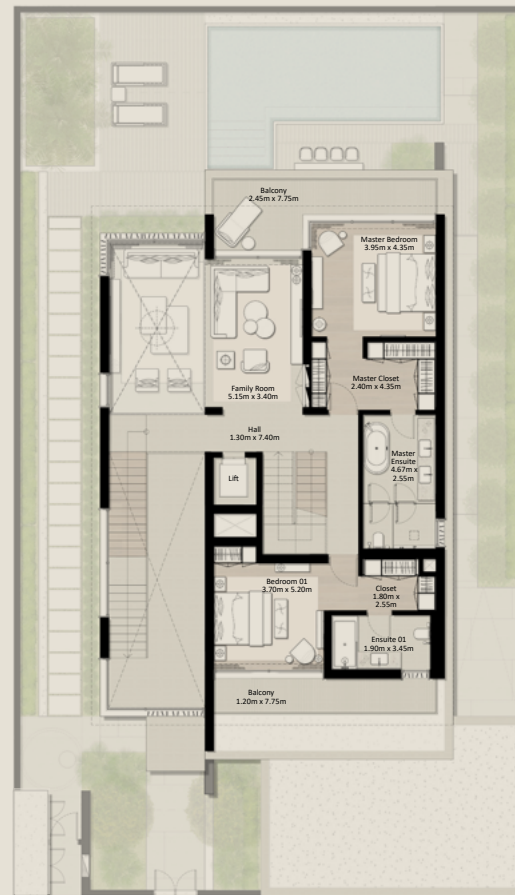 Balcony
2.45m x 7.75m
Master Bedroom
3.95m x 4.35m
Master Closet
2.40m x 4.35m
Family Room
5.15m x 3.40m
Hall
1.30m x 7.40m
Master
Ensuite
4.67m x
2.55m
Lift
Bedroom 01
3.70m x 5.20m
Closet
1.80m x
2.55m
Ensuite 01
1.90m x 3.45m
Balcony
1.20m x 7.75m